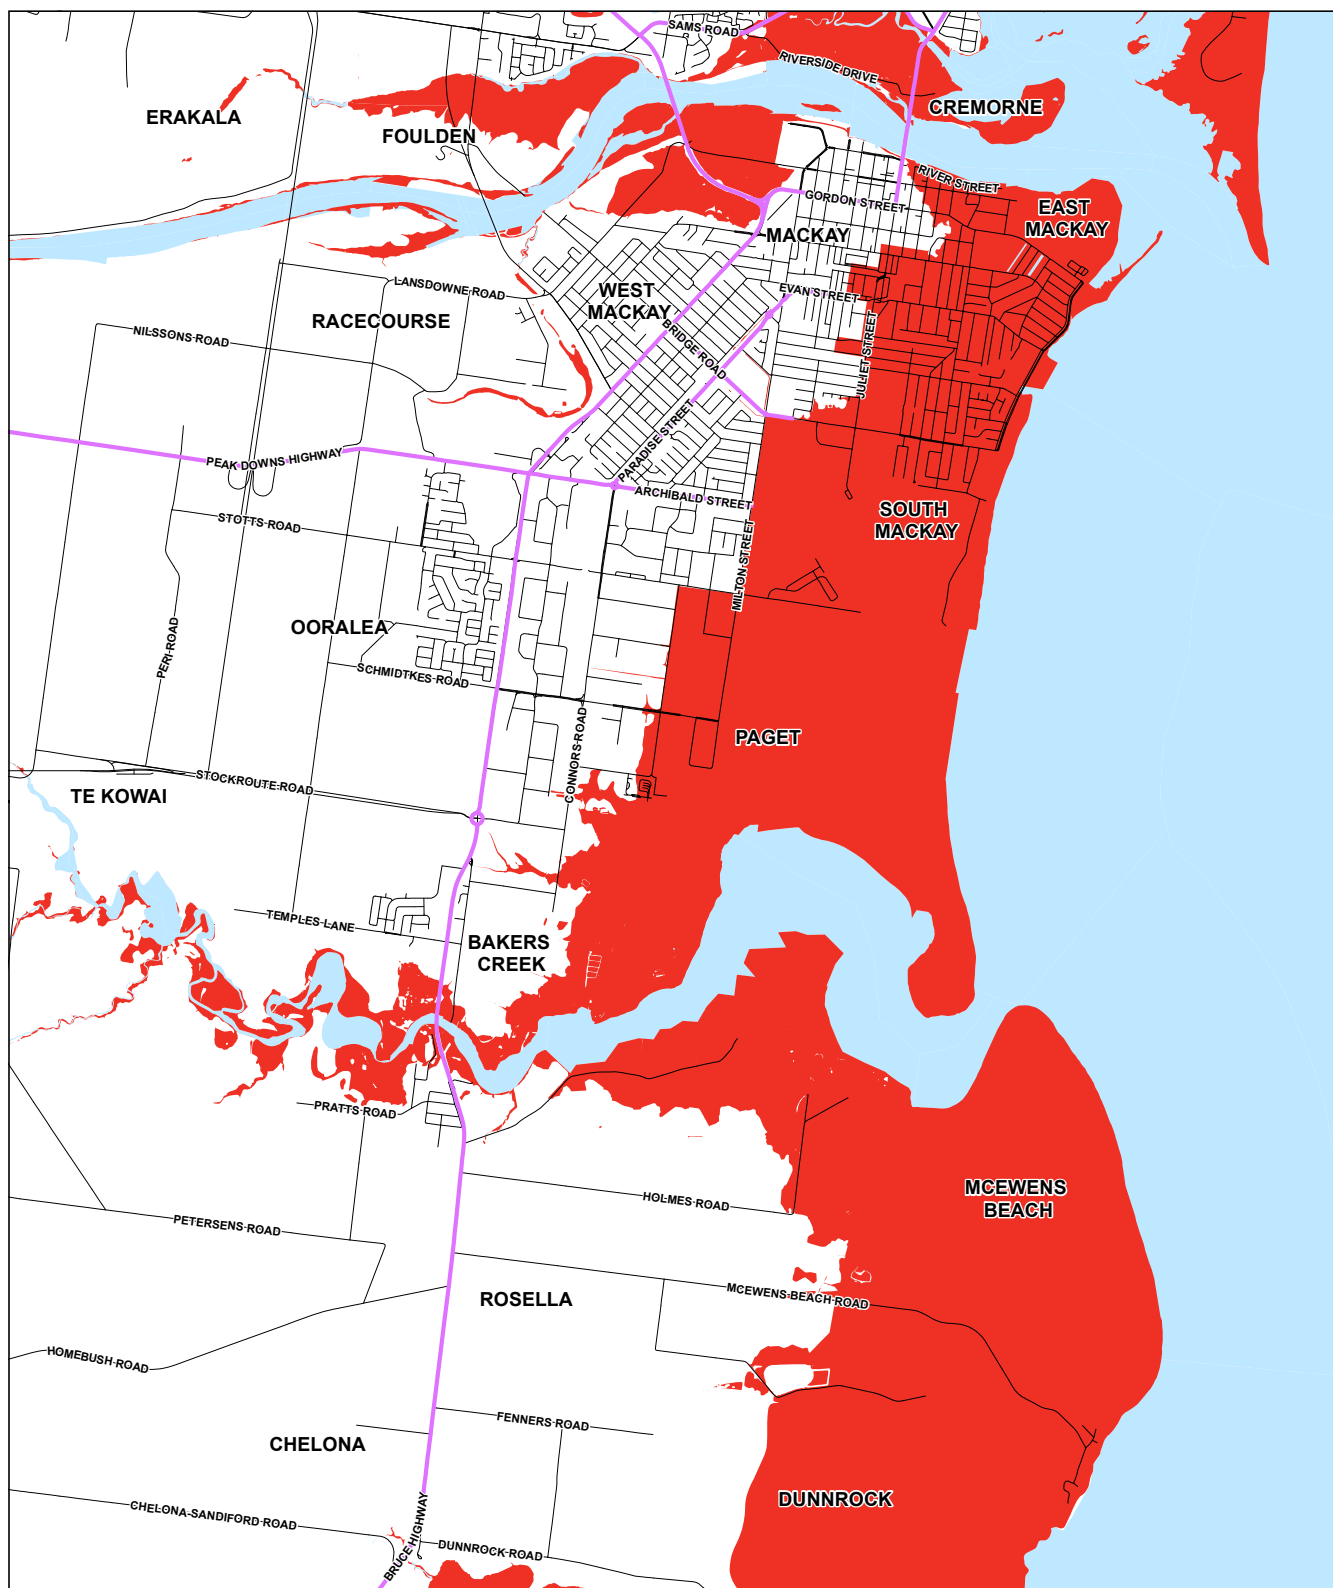 SAMS ROAD
RIVERSIDE DRIVE
CREMORNE
ERAKALA
FOULDEN
RIVER STREET
GORDON STREET
EAST
MACKAY
MACKAY
LANSDOWNE ROAD
WEST
MACKAY
EVAN STREET
RACECOURSE
NILSSONS ROAD
BRIDGE ROAD
JULIET STREET
PARADISE STREET
PEAK DOWNS HIGHWAY
ARCHIBALD STREET
SOUTH
MACKAY
STOTTS ROAD
MILTON STREET
OORALEA
PERI ROAD
SCHMIDTKES ROAD
PAGET
CONNORS ROAD
STOCKROUTE ROAD
TE KOWAI
TEMPLES LANE
BAKERS
CREEK
PRATTS ROAD
HOLMES ROAD
MCEWENS
BEACH
PETERSENS ROAD
MCEWENS BEACH ROAD
ROSELLA
HOMEBUSH ROAD
FENNERS ROAD
CHELONA
DUNNROCK
CHELONA-SANDIFORD ROAD
BRUCE HIGHWAY
DUNNROCK ROAD